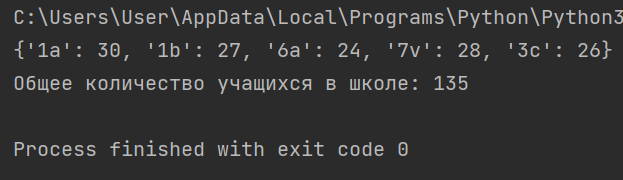 C:\Users\User\AppData\Local\Programs\Python\Python3
{'1a': 30, '1b': 27, '6a': 24, '7v': 28, '3c': 26}
Общее количество учащихся в школе: 135
Process finished with exit code 0